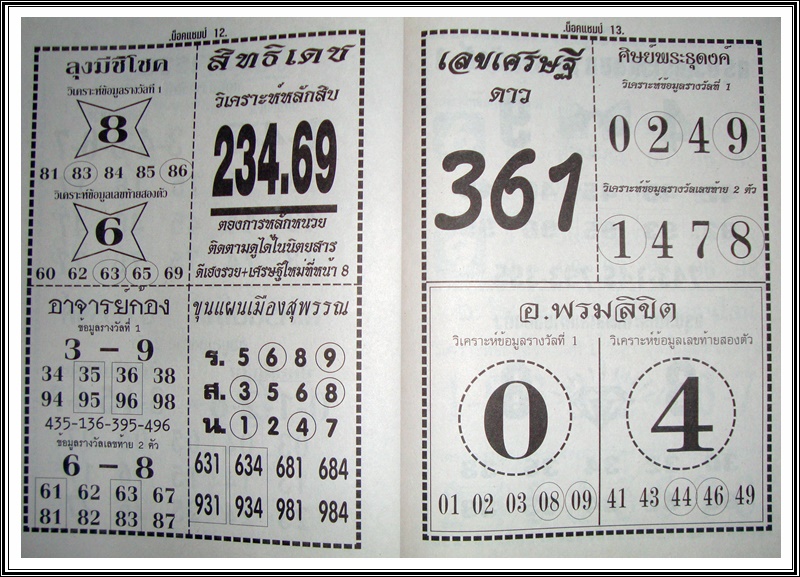 .น็อคแชมป์ 12.
ลุงมีชีโชค
วิเคราะห์ข้อมูลรางวัลที่ 1
8
81 83 84 85 86
วิเคราะห์ข้อมูลเลขท้ายสองตัว
6
60 62 63 65 69
สิทธิเดช
วิเคราะห์หลักสิบ
234.69
ต้องการหลักหน่วย
ติดตามดูได้ในนิตยสาร
ดีเฮงรวย+เศรษฐีใหม่ที่หน้า 8
อาจารย์ก้อง
ข้อมูลรางวัลที่ 1
3 – 9
34 35 36 38
94 95 96 98
435-136-395-496
ข้อมูลรางวัลเลขท้าย 2 ตัว
6 – 8
61 62 63 67
81 82 83 87
ขุนแผนเมืองสุพรรณ
ร. 5 6 8 9
ส. 3 5 6 8
น. 1 2 4 7
631 634 681 684
931 934 981 984
.น็อคแชมป์ 13.
เลขเศรษฐี
ดาว
361
ศิษย์พระธุดงค์
วิเคราะห์ข้อมูลรางวัลที่ 1
0 2 4 9
วิเคราะห์ข้อมูลรางวัลเลขท้าย 2 ตัว
1 4 7 8
อ.พรมลิขิต
วิเคราะห์ข้อมูลรางวัลที่ 1
0
01 02 03 08 09
วิเคราะห์ข้อมูลเลขท้ายสองตัว
4
41 43 44 46 49